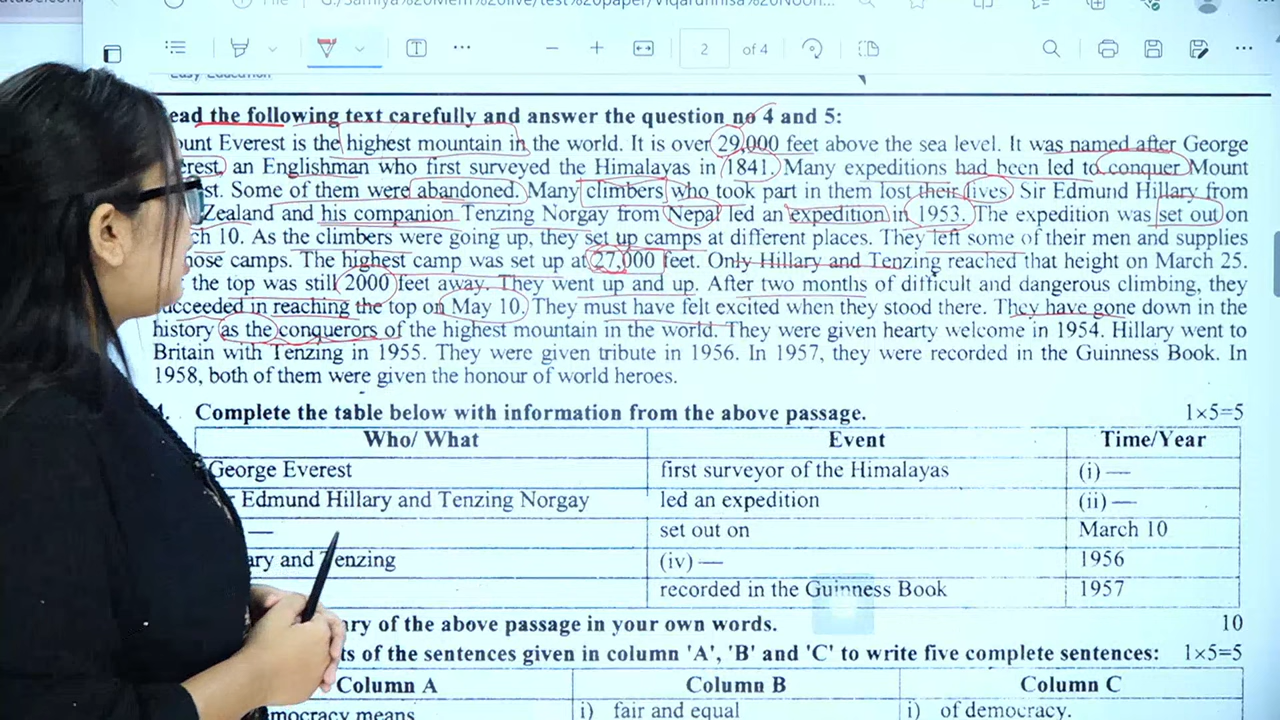 2 of 4
Easy Education
ead the following text carefully and answer the question no 4 and 5:
ount Everest is the highest mountain in the world. It is over 29,000 feet above the sea level. It was named after George
erest, an Englishman who first surveyed the Himalayas in 1841. Many expeditions had been led to conquer Mount
st. Some of them were abandoned. Many climbers who took part in them lost their lives Sir Edmund Hillary from
Zealand and his companion Tenzing Norgay from Nepal led an expedition in 1953. The expedition was set out on
ch 10. As the climbers were going up, they set up camps at different places. They left some of their men and supplies
hose camps. The highest camp was set up at 27,000 feet. Only Hillary and Tenzing reached that height on March 25.
the top was still 2000 feet away. They went up and up. After two months of difficult and dangerous climbing, they
ucceeded in reaching the top on May 10. They must have felt excited when they stood there. They have gone down in the
history as the conquerors of the highest mountain in the world. They were given hearty welcome in 1954. Hillary went to
Britain with Tenzing in 1955. They were given tribute in 1956. In 1957, they were recorded in the Guinness Book. In
1958, both of them were given the honour of world heroes.
4. Complete the table below with information from the above passage. 1×5=5
Who/ What Event Time/Year
George Everest first surveyor of the Himalayas (i) —
r Edmund Hillary and Tenzing Norgay led an expedition (ii) —
— set out on March 10
ary and Tenzing (iv) — 1956
recorded in the Guinness Book 1957
ary of the above passage in your own words. 10
ts of the sentences given in column 'A', 'B' and 'C' to write five complete sentences: 1×5=5
Column A Column B Column C
mocracy means i) fair and equal i) of democracy.